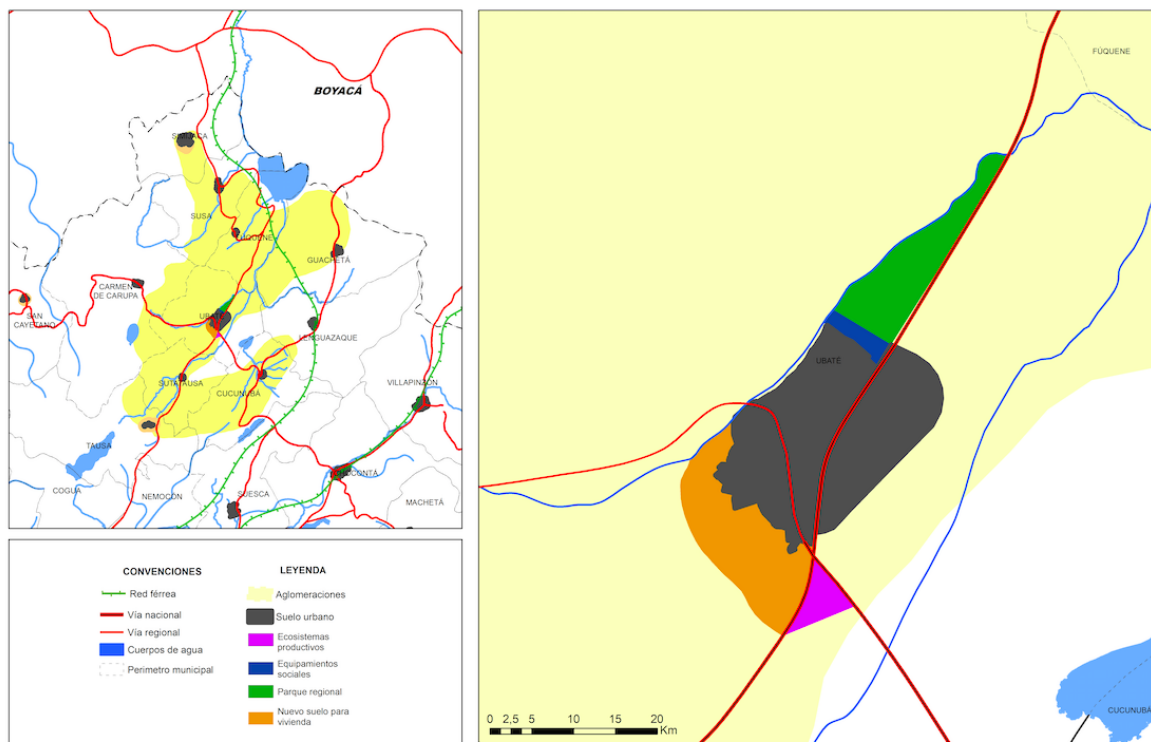 BOYACÁ
SIMIJACA
SUSA
FÚQUENE
GUACHETÁ
CARMEN
DE CARUPA
SAN
CAYETANO
UBATÉ
LENGUAZAQUE
SUTATAUSA
CUCUNUBÁ
VILLAPINZÓN
TAUSA
CHOCONTÁ
COGUA
NEMOCÓN
SUESCA
MACHETÁ
CONVENCIONES
Red férrea
Vía nacional
Vía regional
Cuerpos de agua
Perimetro municipal
LEYENDA
Aglomeraciones
Suelo urbano
Ecosistemas
productivos
Equipamientos
sociales
Parque regional
Nuevo suelo para
vivienda
FÚQUENE
UBATÉ
CUCUNUBÁ
0 2,5 5 10 15 20
Km